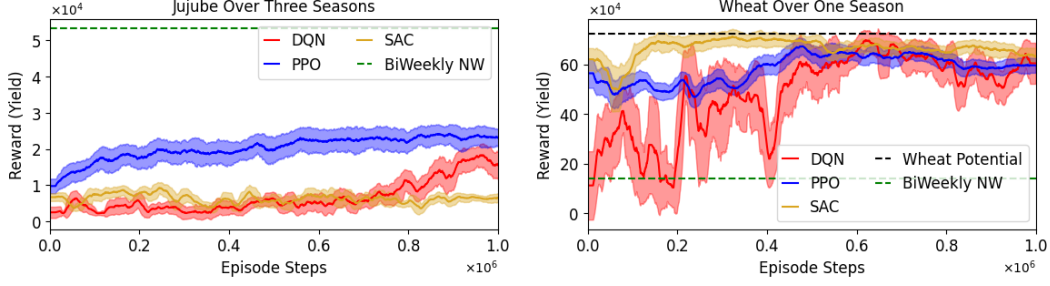 Jujube Over Three Seasons
×10⁴
5
4
3
2
1
0
Reward (Yield)
DQN
PPO
SAC
BiWeekly NW
0.0
0.2
0.4
0.6
0.8
1.0
Episode Steps
×10⁶
Wheat Over One Season
×10⁴
60
40
20
0
Reward (Yield)
DQN
PPO
SAC
Wheat Potential
BiWeekly NW
0.0
0.2
0.4
0.6
0.8
1.0
Episode Steps
×10⁶